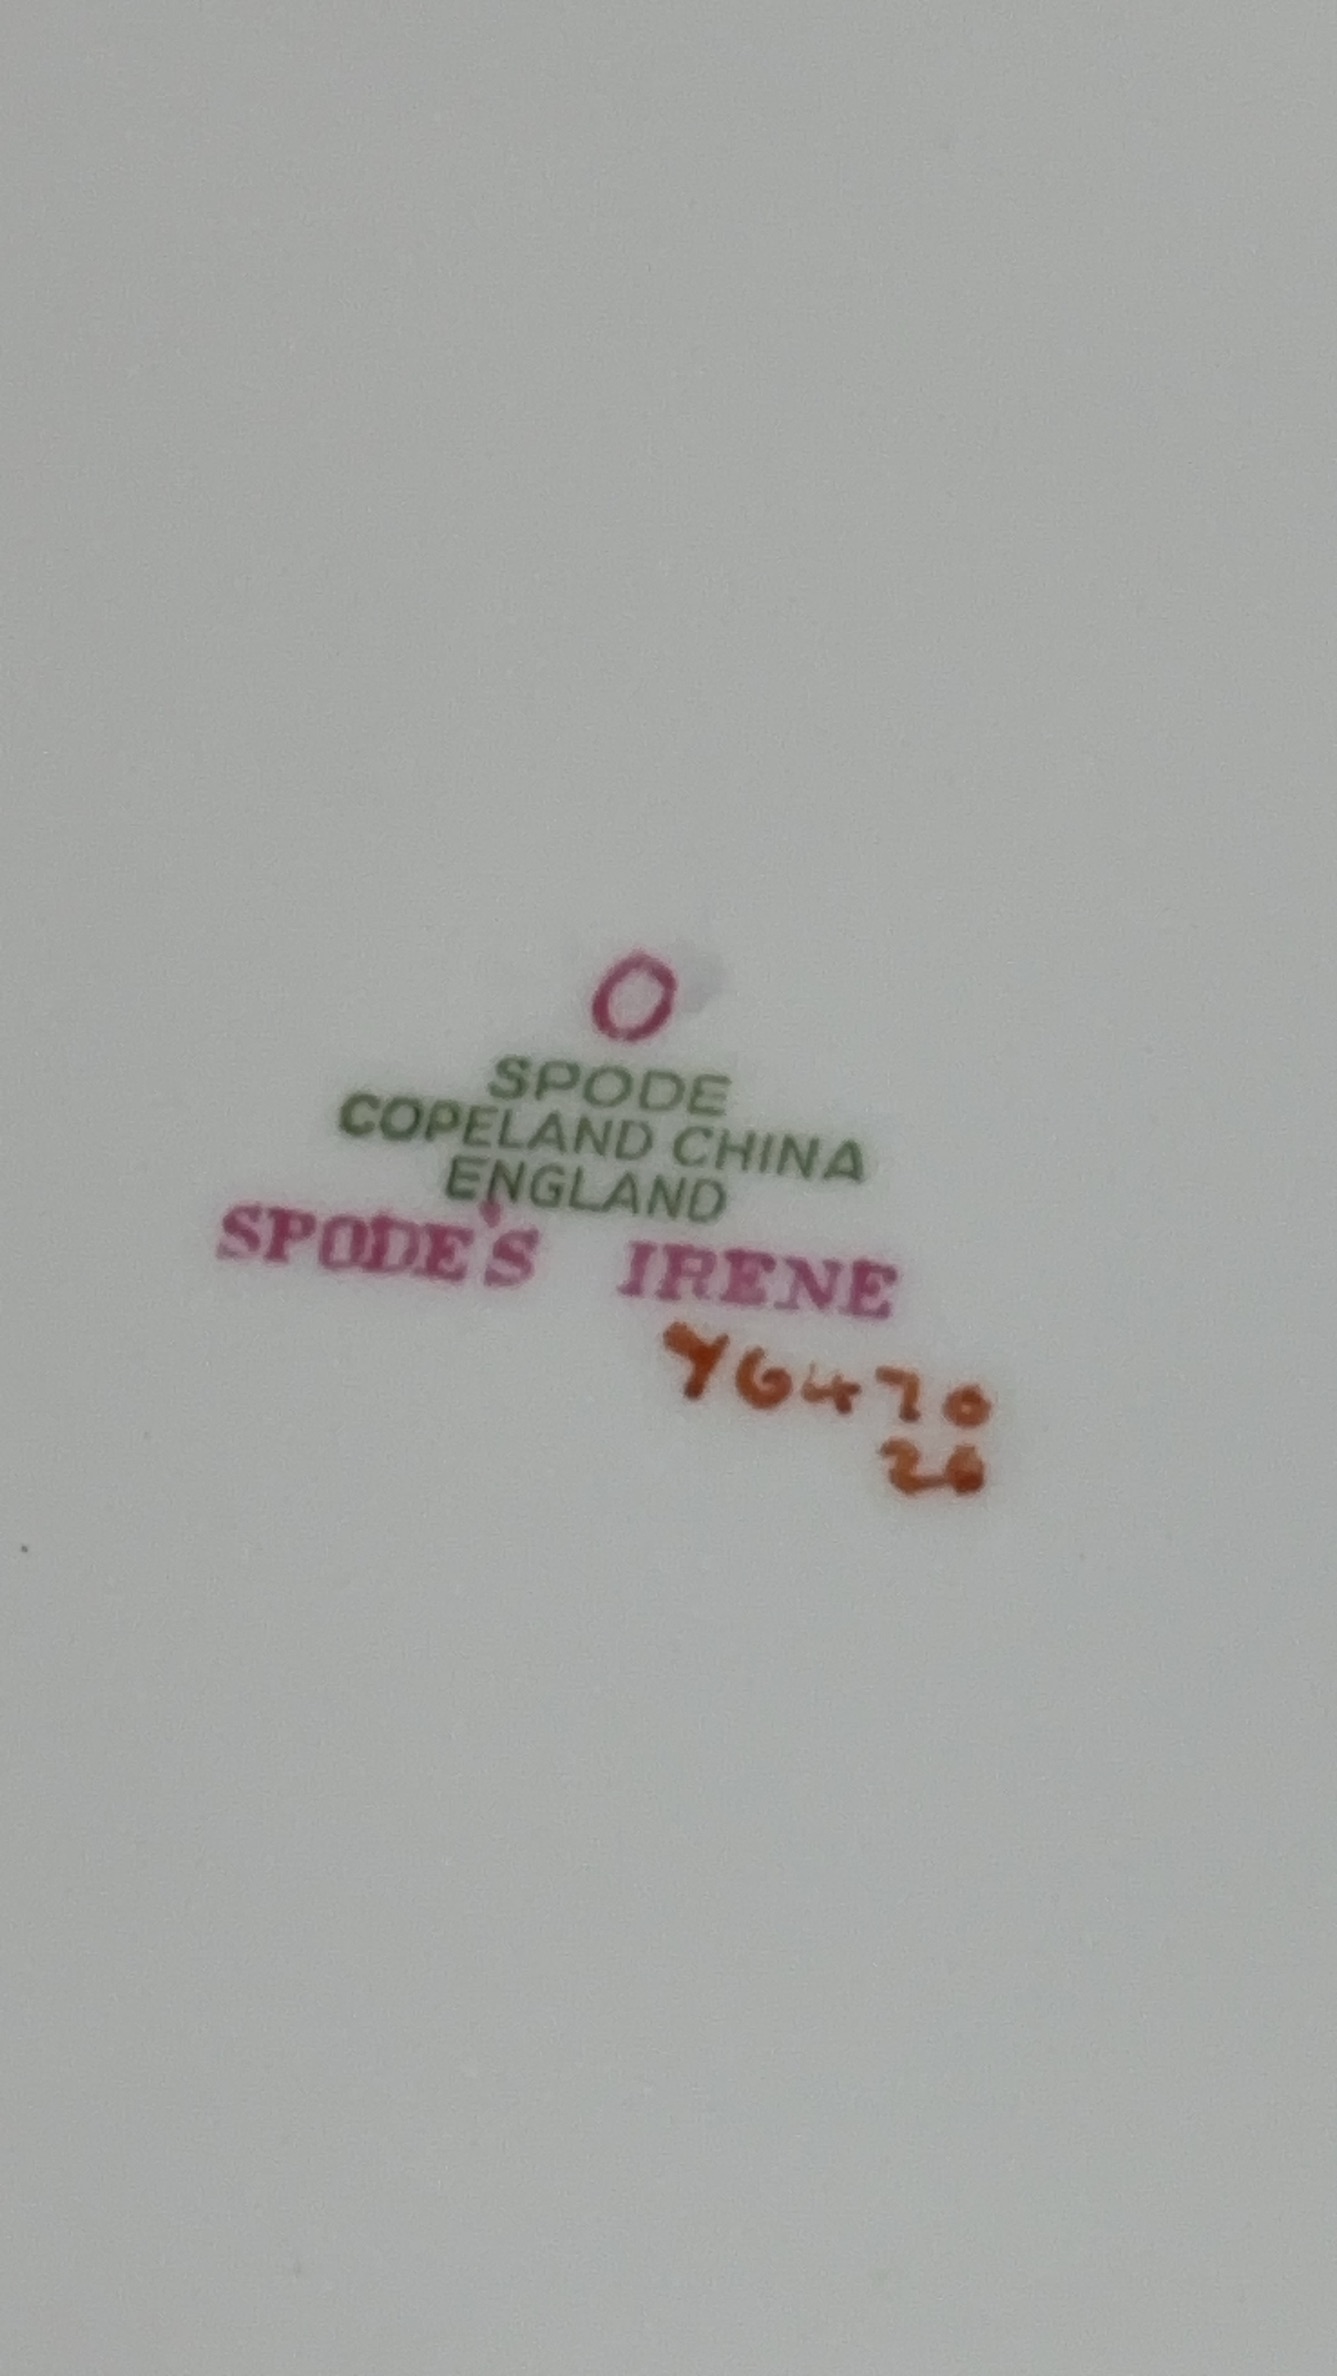 O
SPODE
COPELAND CHINA
ENGLAND
SPODE'S IRENE
Y6470
26